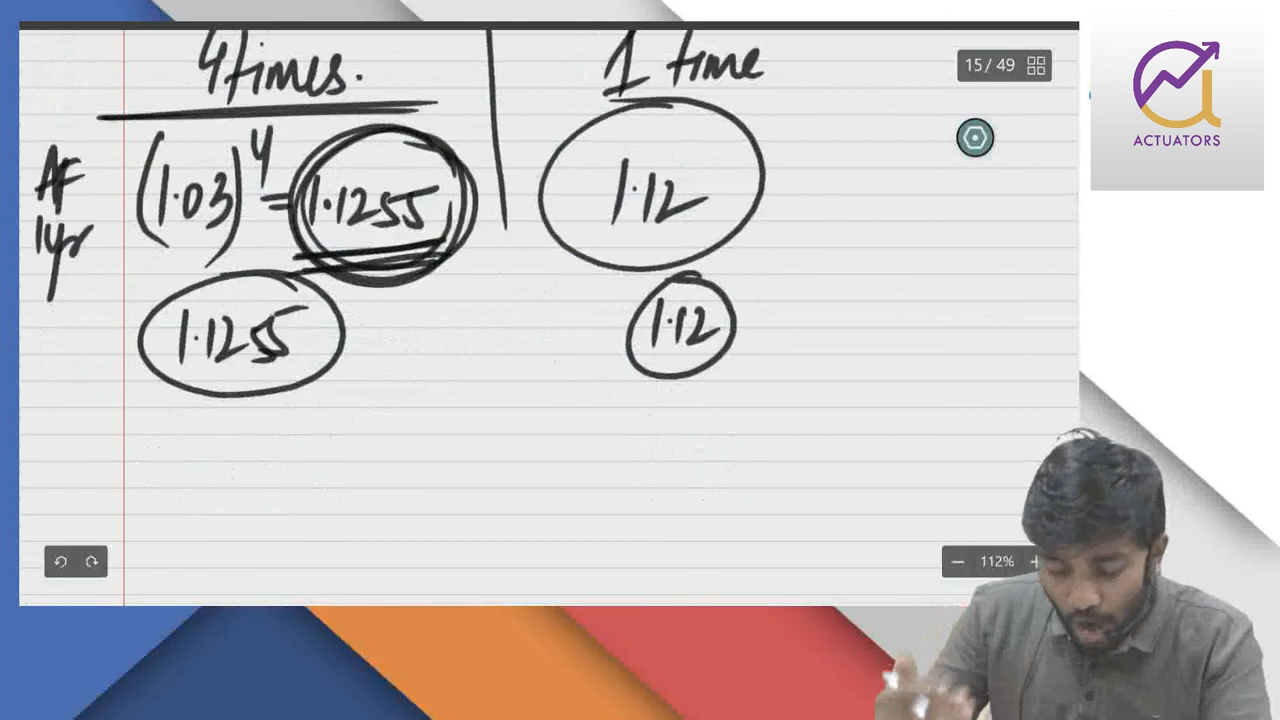 4 times.
1 time
15 / 49
ACTUATORS
AF
1yr
(1.03)^4 = 1.1255
1.12
1.1255
1.12
112%